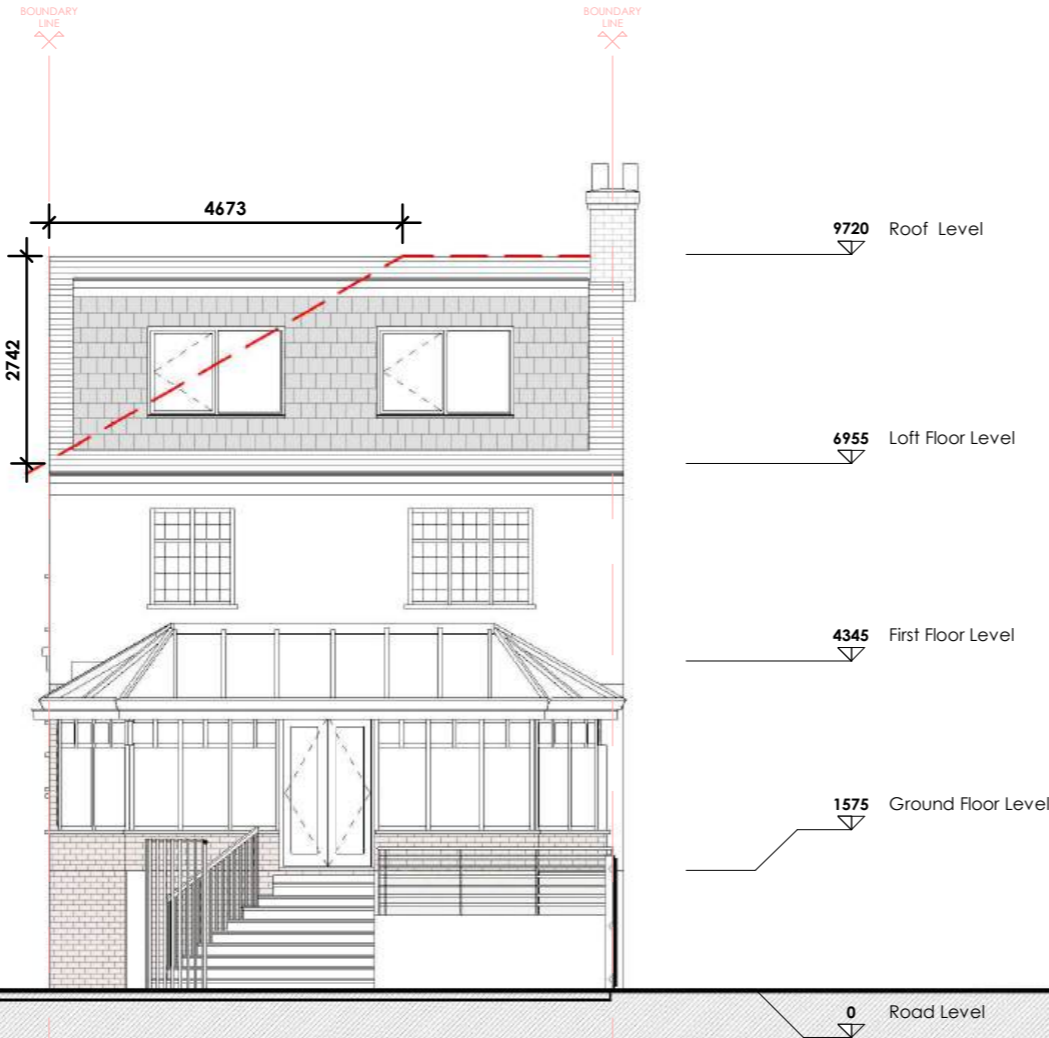 BOUNDARY
LINE
BOUNDARY
LINE
4673
2742
9720 Roof Level
6955 Loft Floor Level
4345 First Floor Level
1575 Ground Floor Level
0 Road Level